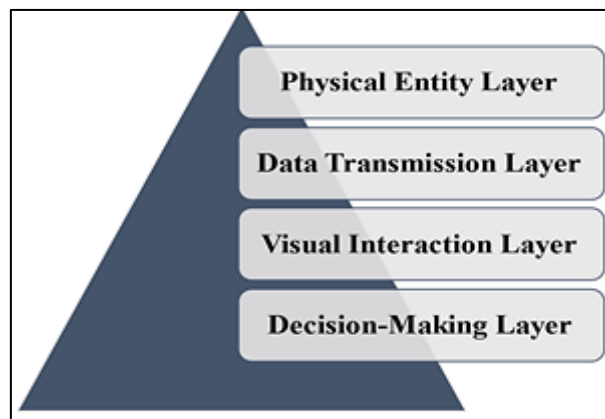 Physical Entity Layer
Data Transmission Layer
Visual Interaction Layer
Decision-Making Layer